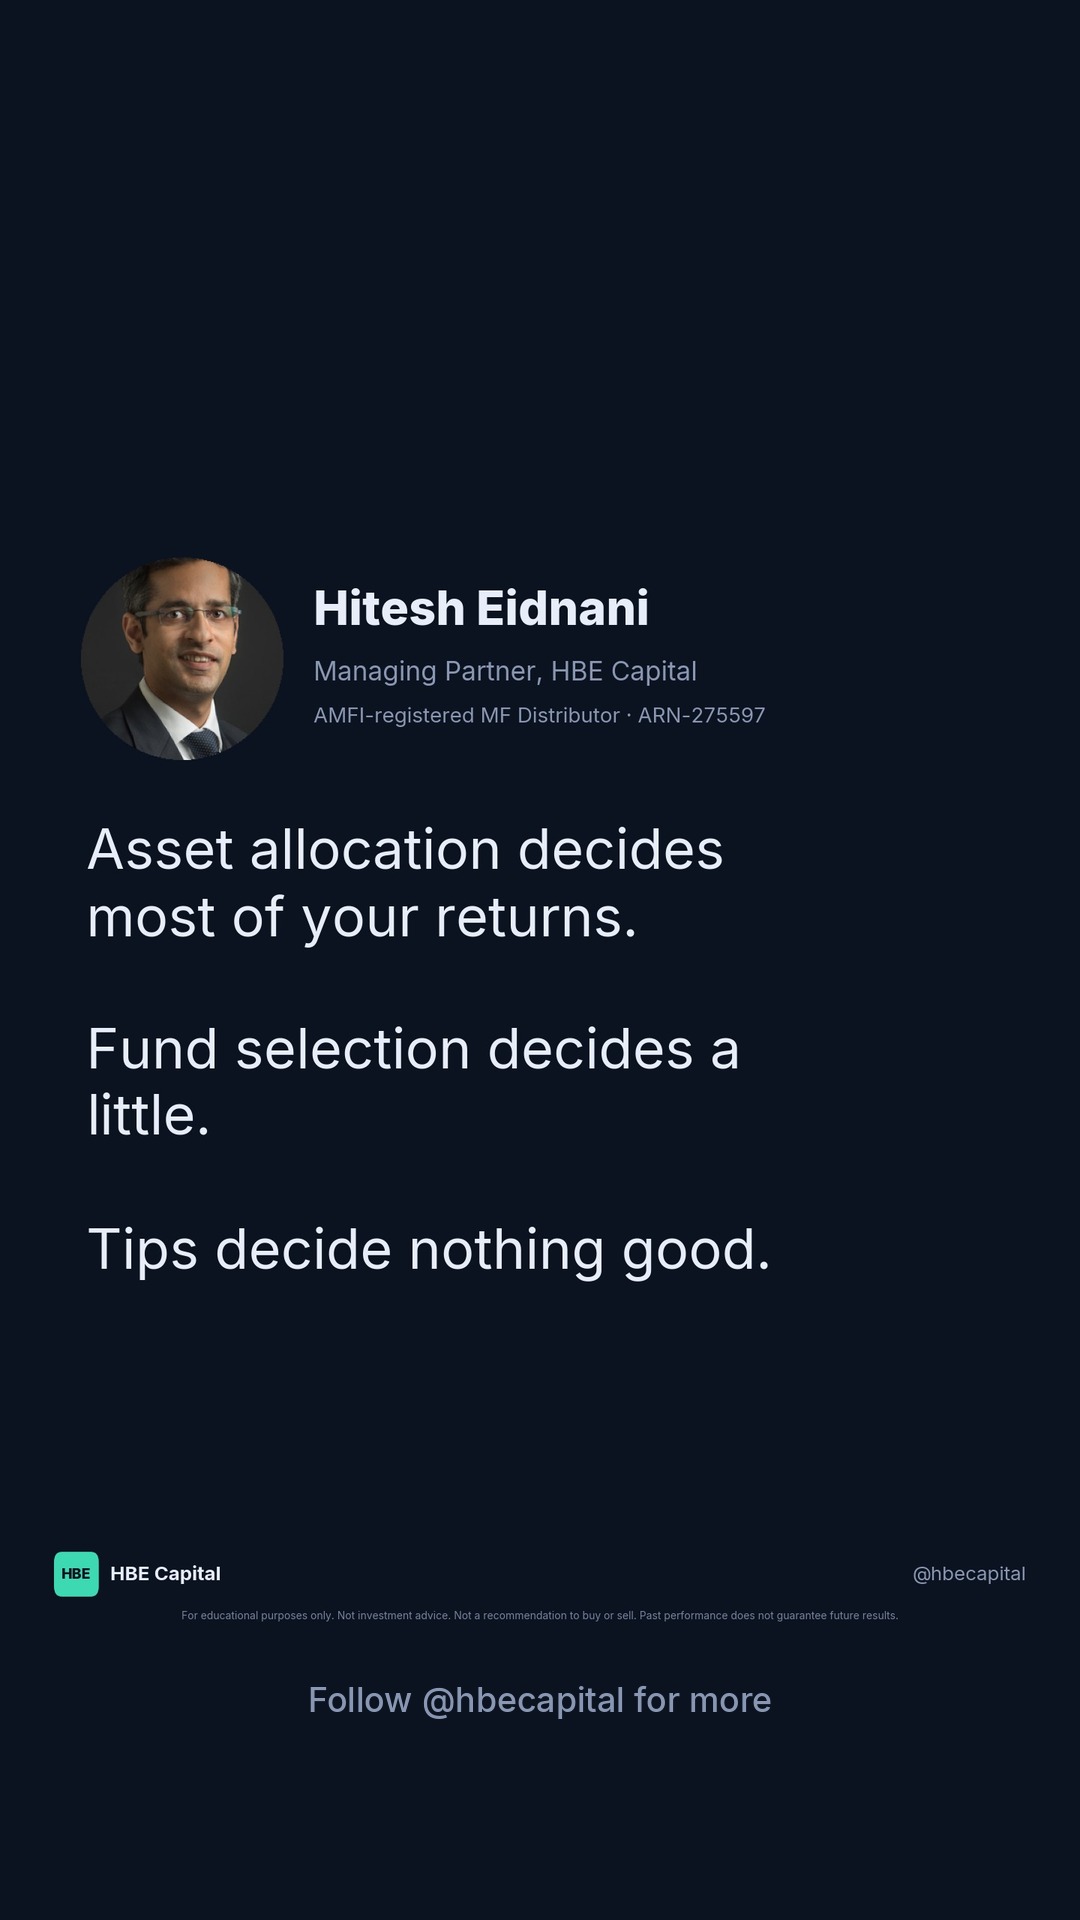 Hitesh Eidnani
Managing Partner, HBE Capital
AMFI-registered MF Distributor · ARN-275597
Asset allocation decides
most of your returns.
Fund selection decides a
little.
Tips decide nothing good.
HBE HBE Capital @hbecapital
For educational purposes only. Not investment advice. Not a recommendation to buy or sell. Past performance does not guarantee future results.
Follow @hbecapital for more